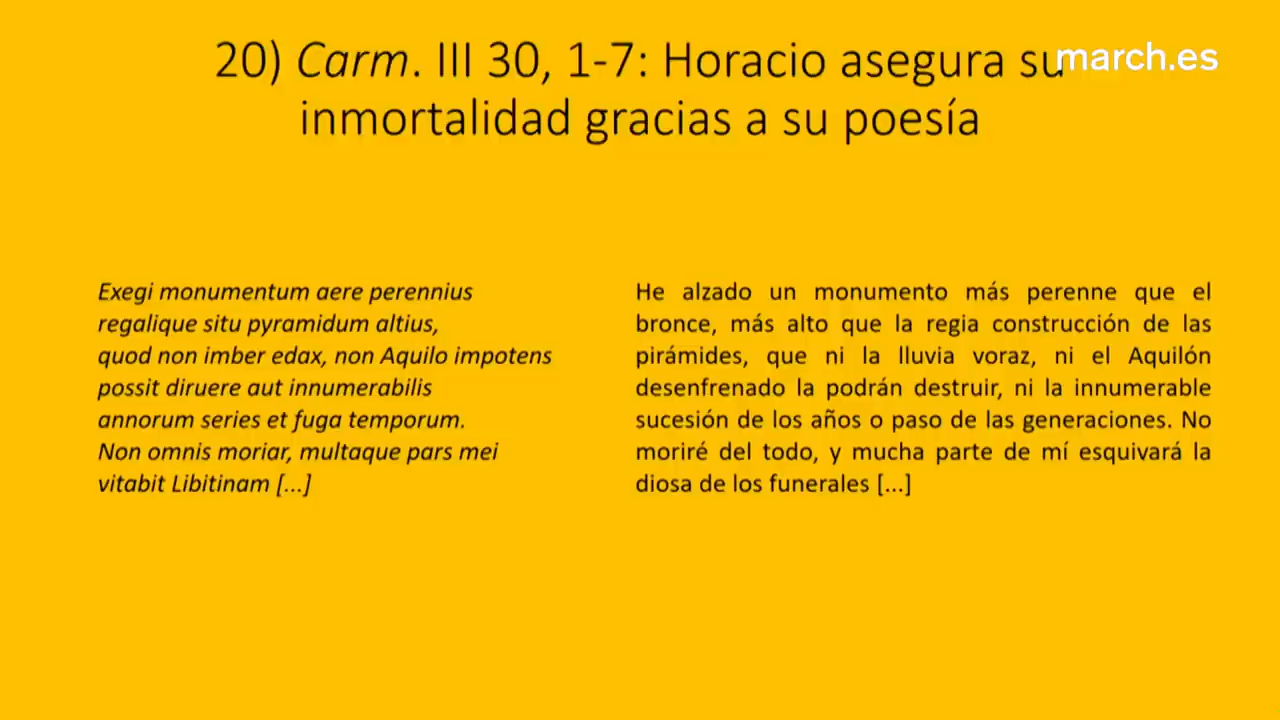 20) Carm. III 30, 1-7: Horacio asegura su
march.es
inmortalidad gracias a su poesía
Exegi monumentum aere perennius
regalique situ pyramidum altius,
quod non imber edax, non Aquilo impotens
possit diruere aut innumerabilis
annorum series et fuga temporum.
Non omnis moriar, multaque pars mei
vitabit Libitinam [...]
He alzado un monumento más perenne que el
bronce, más alto que la regia construcción de las
pirámides, que ni la lluvia voraz, ni el Aquilón
desenfrenado la podrán destruir, ni la innumerable
sucesión de los años o paso de las generaciones. No
moriré del todo, y mucha parte de mí esquivará la
diosa de los funerales [...]